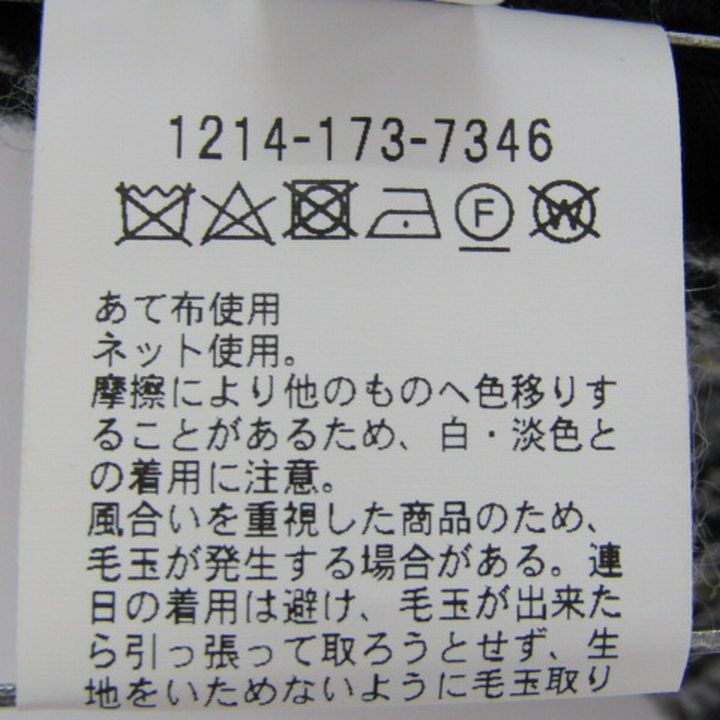 1214-173-7346
F
W
あて布使用
ネット使用。
摩擦により他のものへ色移りす
ることがあるため、白・淡色と
の着用に注意。
風合いを重視した商品のため、
毛玉が発生する場合がある。連
日の着用は避け、毛玉が出来た
ら引っ張って取ろうとせず、生
地をいためないように毛玉取り